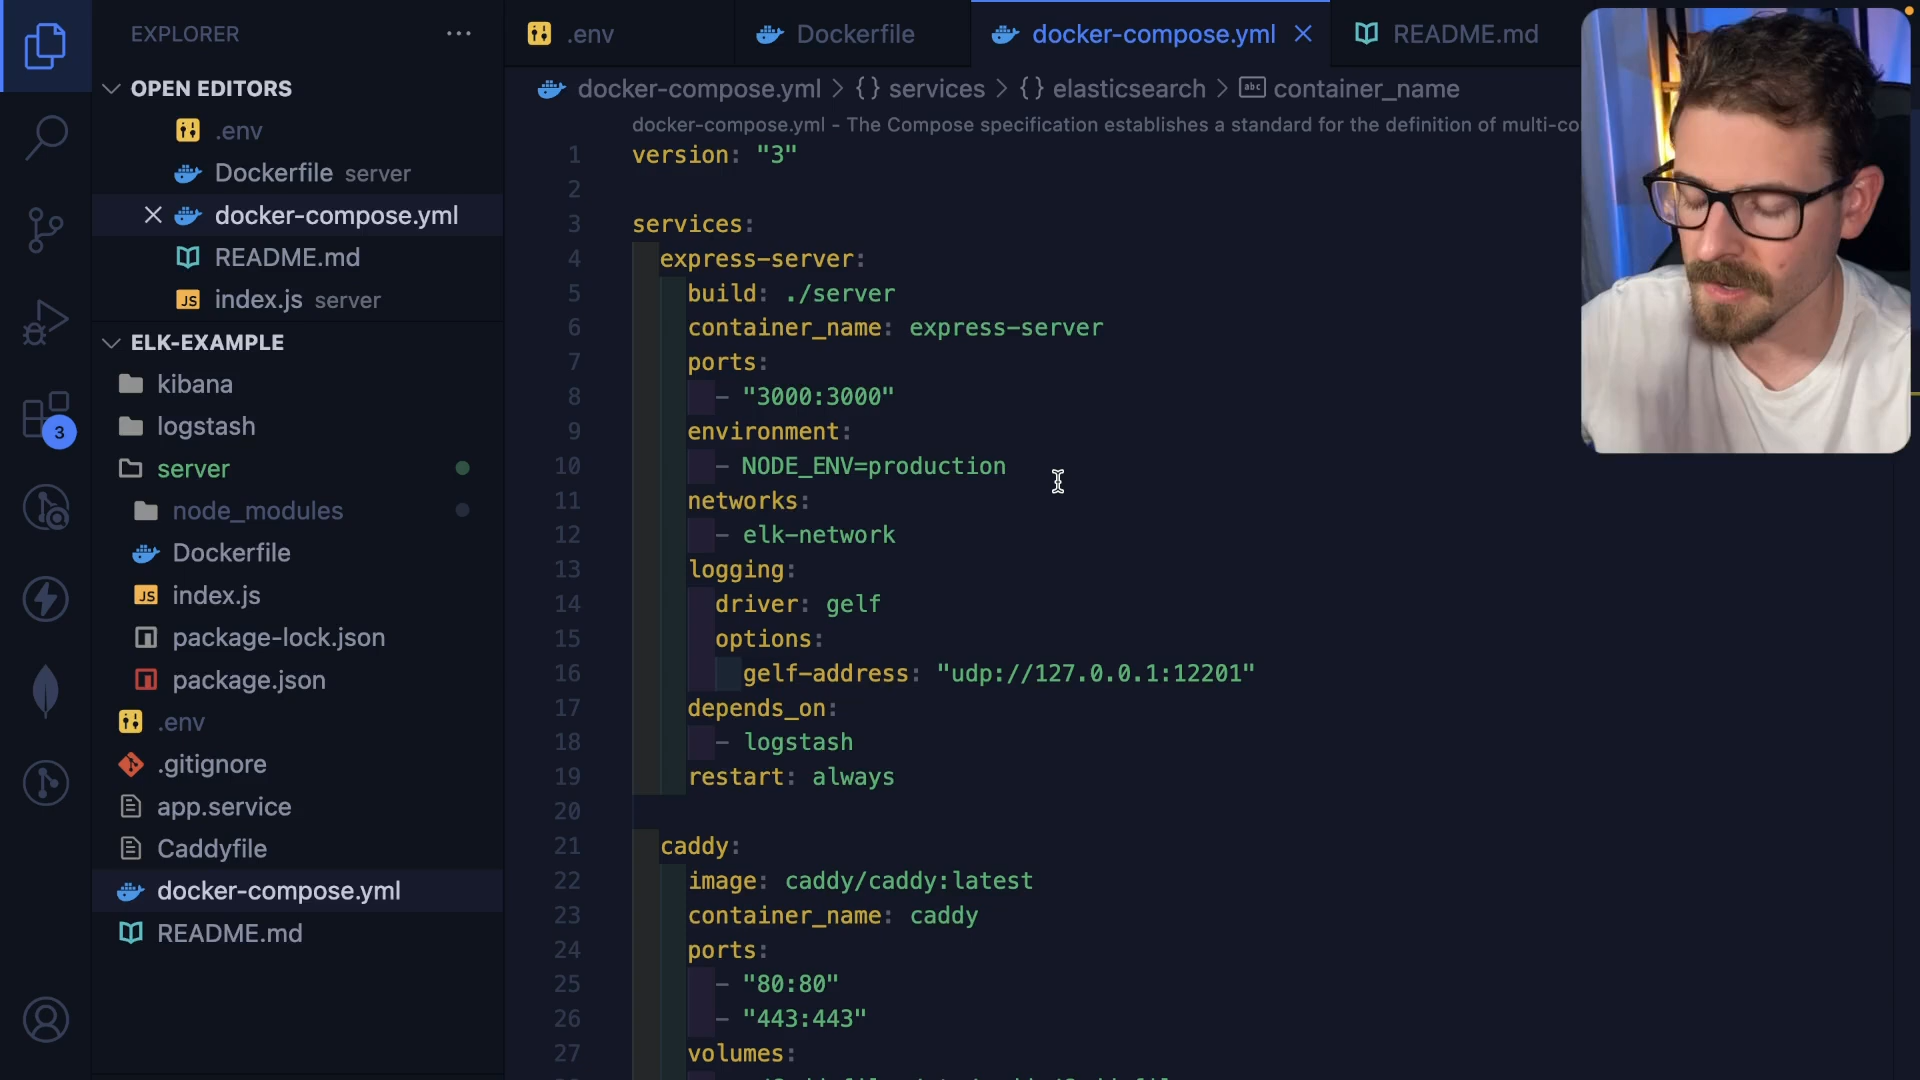 EXPLORER
OPEN EDITORS
.env
Dockerfile server
docker-compose.yml
README.md
JS index.js server
ELK-EXAMPLE
kibana
logstash
server
node_modules
Dockerfile
JS index.js
package-lock.json
package.json
.env
.gitignore
app.service
Caddyfile
docker-compose.yml
README.md
3
.env
Dockerfile
docker-compose.yml
README.md
docker-compose.yml > {} services > {} elasticsearch > abc container_name
docker-compose.yml - The Compose specification establishes a standard for the definition of multi-co
1 version: "3"
2
3 services:
4 express-server:
5 build: ./server
6 container_name: express-server
7 ports:
8 - "3000:3000"
9 environment:
10 - NODE_ENV=production
11 networks:
12 - elk-network
13 logging:
14 driver: gelf
15 options:
16 gelf-address: "udp://127.0.0.1:12201"
17 depends_on:
18 - logstash
19 restart: always
20
21 caddy:
22 image: caddy/caddy:latest
23 container_name: caddy
24 ports:
25 - "80:80"
26 - "443:443"
27 volumes: